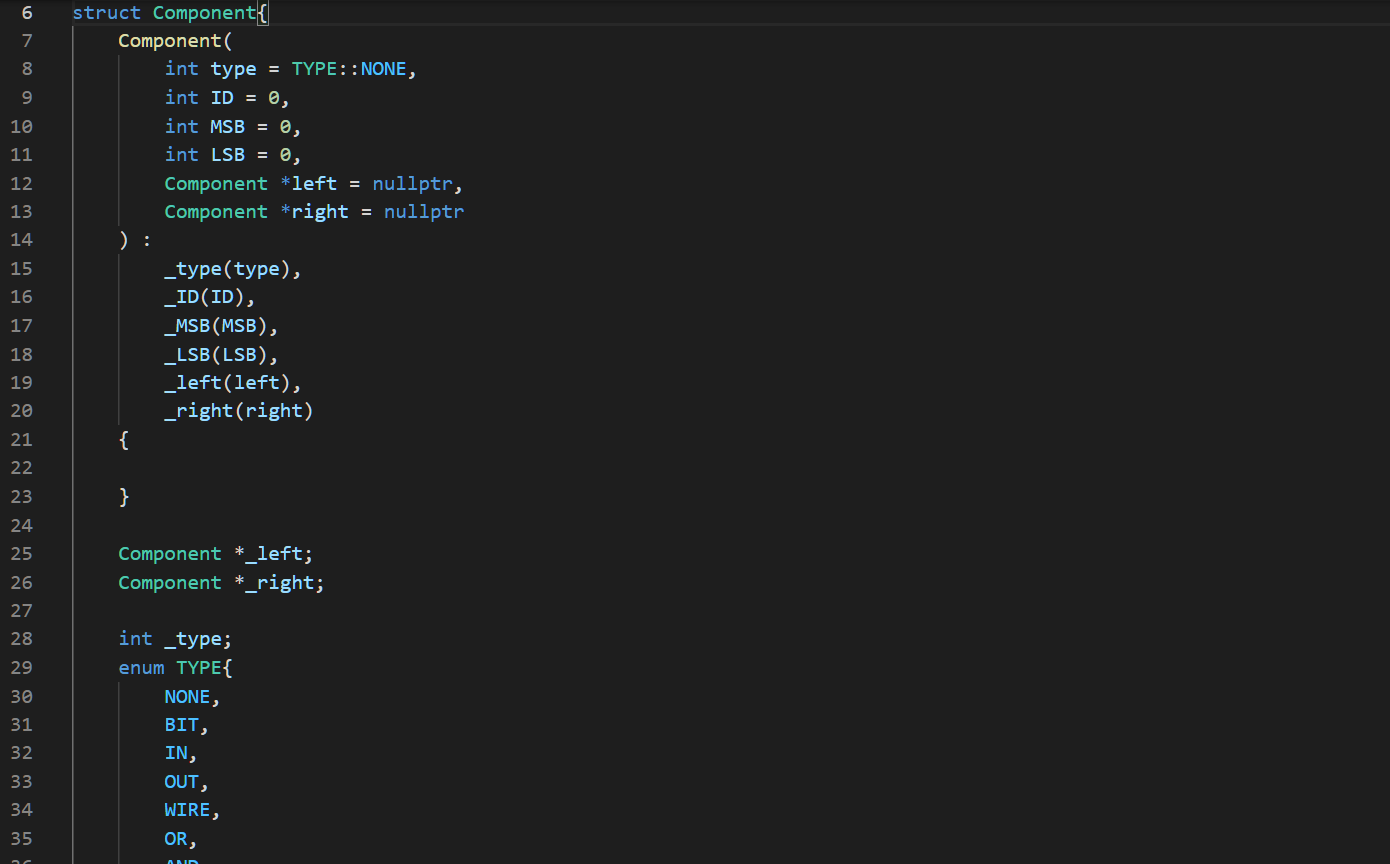 6 struct Component{
7     Component(
8         int type = TYPE::NONE,
9         int ID = 0,
10         int MSB = 0,
11         int LSB = 0,
12         Component *left = nullptr,
13         Component *right = nullptr
14     ) :
15         _type(type),
16         _ID(ID),
17         _MSB(MSB),
18         _LSB(LSB),
19         _left(left),
20         _right(right)
21     {
22
23     }
24
25     Component *_left;
26     Component *_right;
27
28     int _type;
29     enum TYPE{
30         NONE,
31         BIT,
32         IN,
33         OUT,
34         WIRE,
35         OR,
36         AND